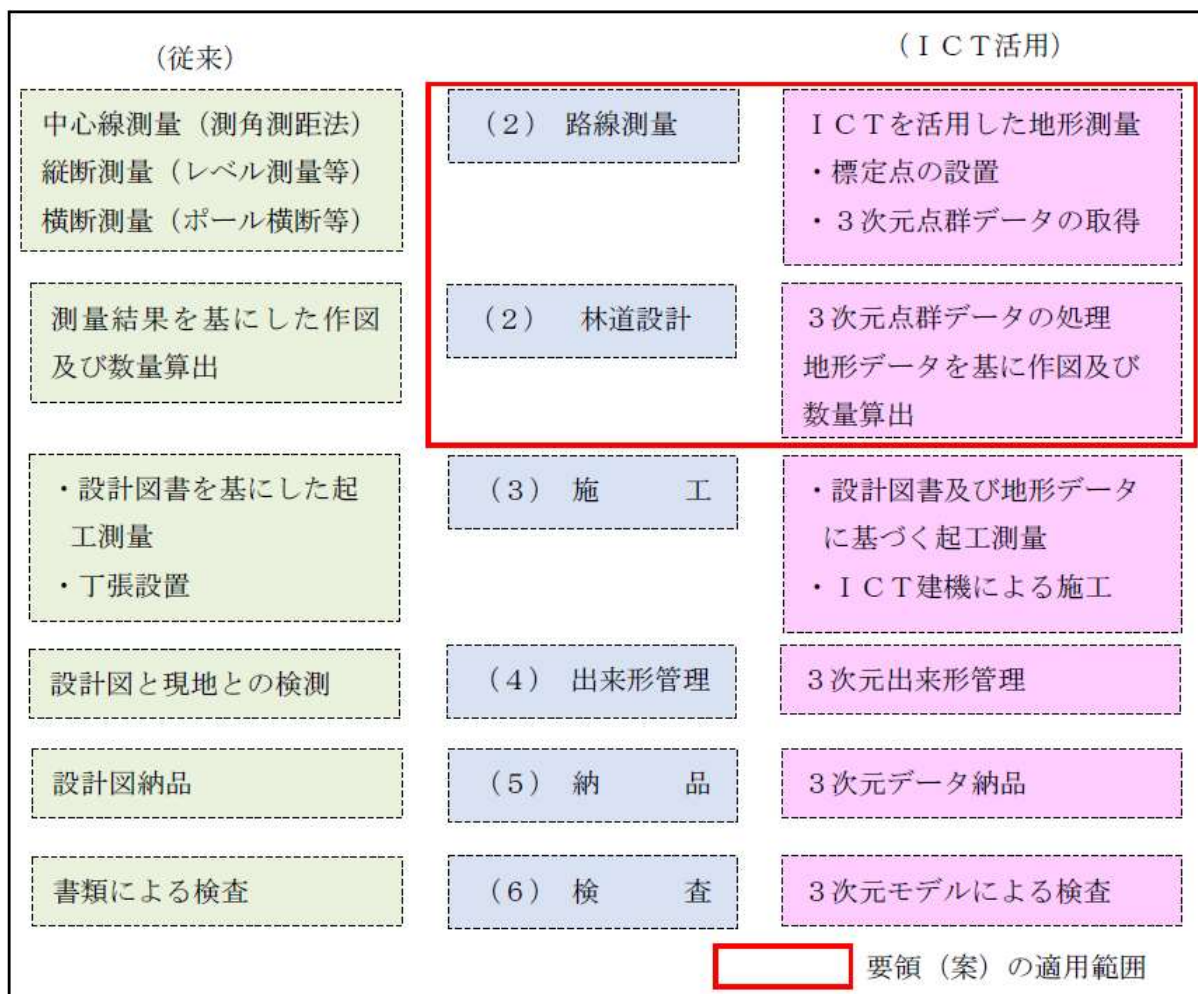 （従来）
（ＩＣＴ活用）
中心線測量（測角測距法）
縦断測量（レベル測量等）
横断測量（ポール横断等）
（２） 路線測量
ＩＣＴを活用した地形測量
・標定点の設置
・３次元点群データの取得
測量結果を基にした作図
及び数量算出
（２） 林道設計
３次元点群データの処理
地形データを基に作図及び
数量算出
・設計図書を基にした起
工測量
・丁張設置
（３） 施 工
・設計図書及び地形データ
に基づく起工測量
・ＩＣＴ建機による施工
設計図と現地との検測
（４） 出来形管理
３次元出来形管理
設計図納品
（５） 納 品
３次元データ納品
書類による検査
（６） 検 査
３次元モデルによる検査
要領（案）の適用範囲